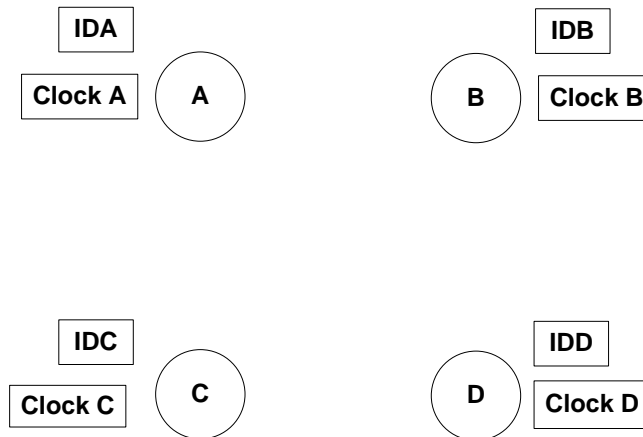 IDA
Clock A
A
IDB
B
Clock B
IDC
Clock C
C
IDD
D
Clock D